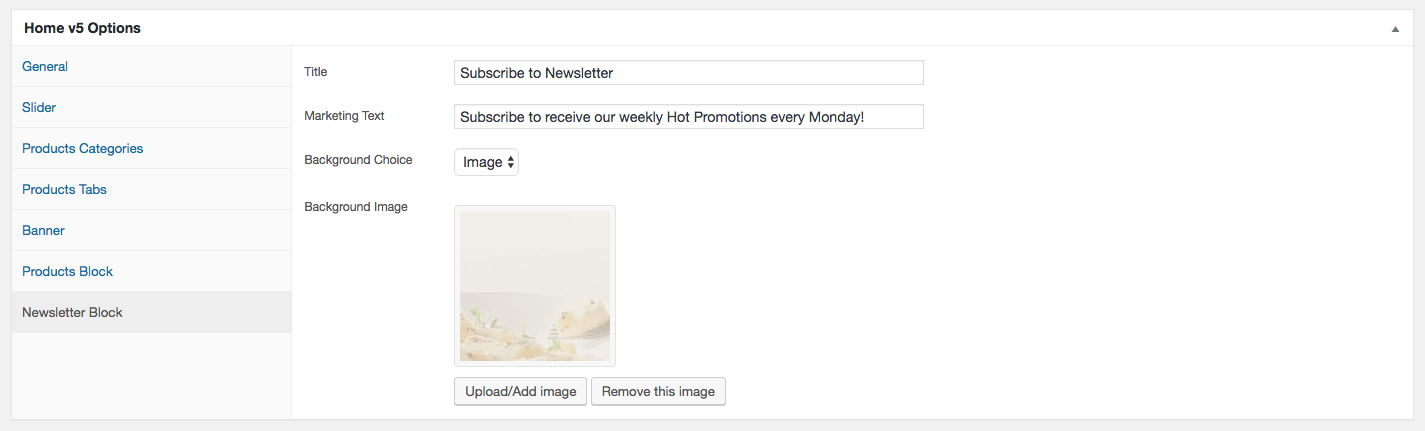 Home v5 Options
General
Slider
Products Categories
Products Tabs
Banner
Products Block
Newsletter Block
Title
Subscribe to Newsletter
Marketing Text
Subscribe to receive our weekly Hot Promotions every Monday!
Background Choice
Image
Background Image
Upload/Add image
Remove this image